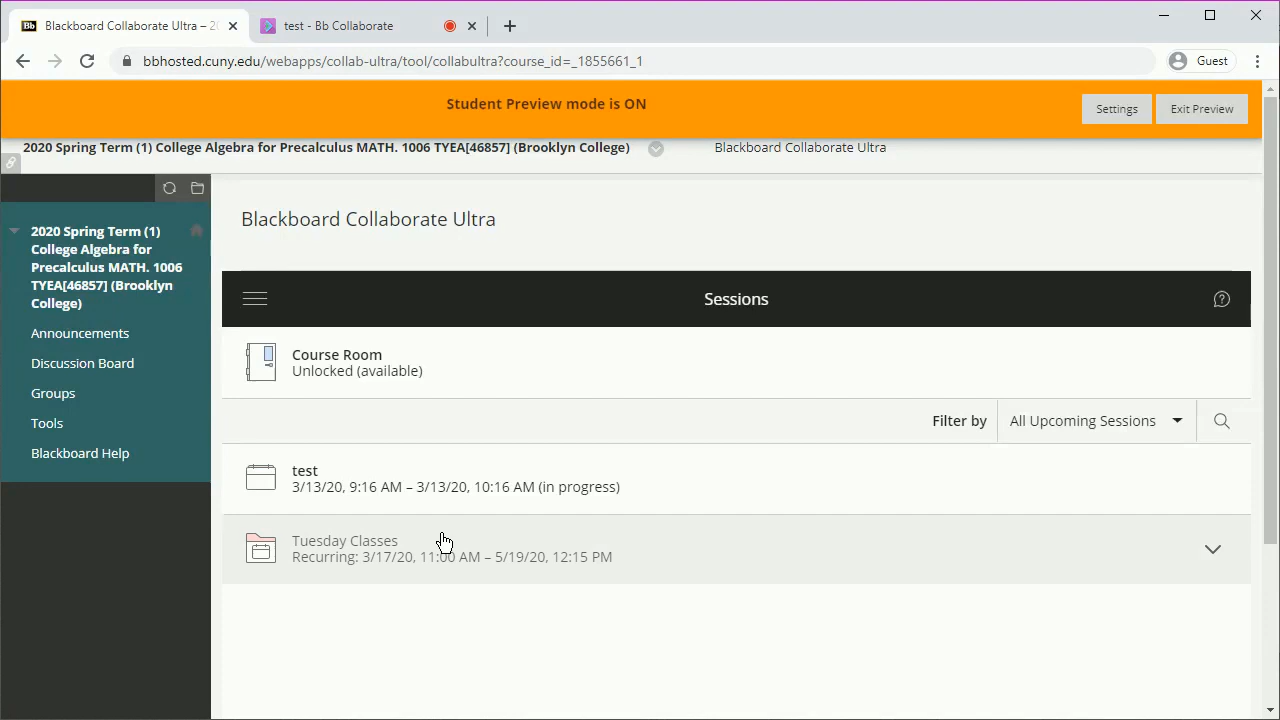 Bb Blackboard Collaborate Ultra – 20
test - Bb Collaborate
bbhosted.cuny.edu/webapps/collab-ultra/tool/collabultra?course_id=_1855661_1
Guest
Student Preview mode is ON
Settings
Exit Preview
2020 Spring Term (1) College Algebra for Precalculus MATH. 1006 TYEA[46857] (Brooklyn College)
Blackboard Collaborate Ultra
2020 Spring Term (1)
College Algebra for
Precalculus MATH. 1006
TYEA[46857] (Brooklyn
College)
Announcements
Discussion Board
Groups
Tools
Blackboard Help
Blackboard Collaborate Ultra
Sessions
Course Room
Unlocked (available)
Filter by
All Upcoming Sessions
test
3/13/20, 9:16 AM – 3/13/20, 10:16 AM (in progress)
Tuesday Classes
Recurring: 3/17/20, 11:00 AM – 5/19/20, 12:15 PM